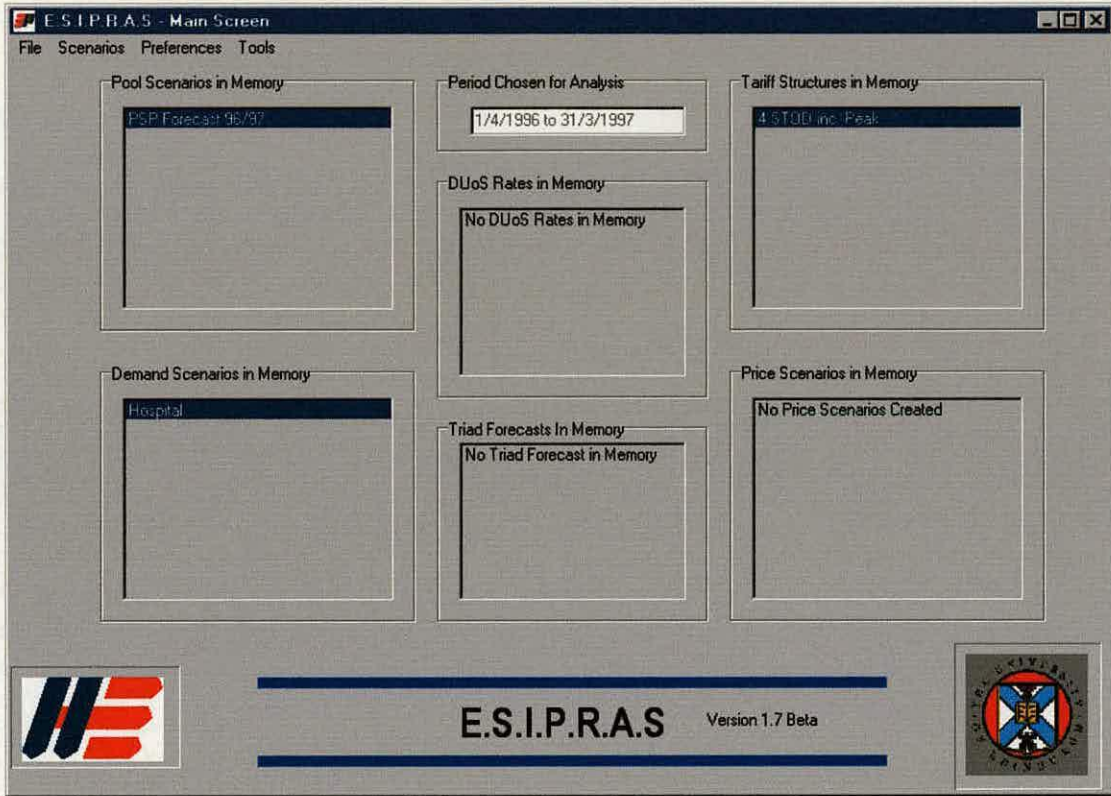 E.S.I.P.R.A.S - Main Screen
File Scenarios Preferences Tools
Pool Scenarios in Memory
PSP Forecast 96/97
Period Chosen for Analysis
1/4/1996 to 31/3/1997
Tariff Structures in Memory
4 STOD inc. Peak
DUoS Rates in Memory
No DUoS Rates in Memory
Demand Scenarios in Memory
Hospital
Triad Forecasts In Memory
No Triad Forecast in Memory
Price Scenarios in Memory
No Price Scenarios Created
E.S.I.P.R.A.S Version 1.7 Beta